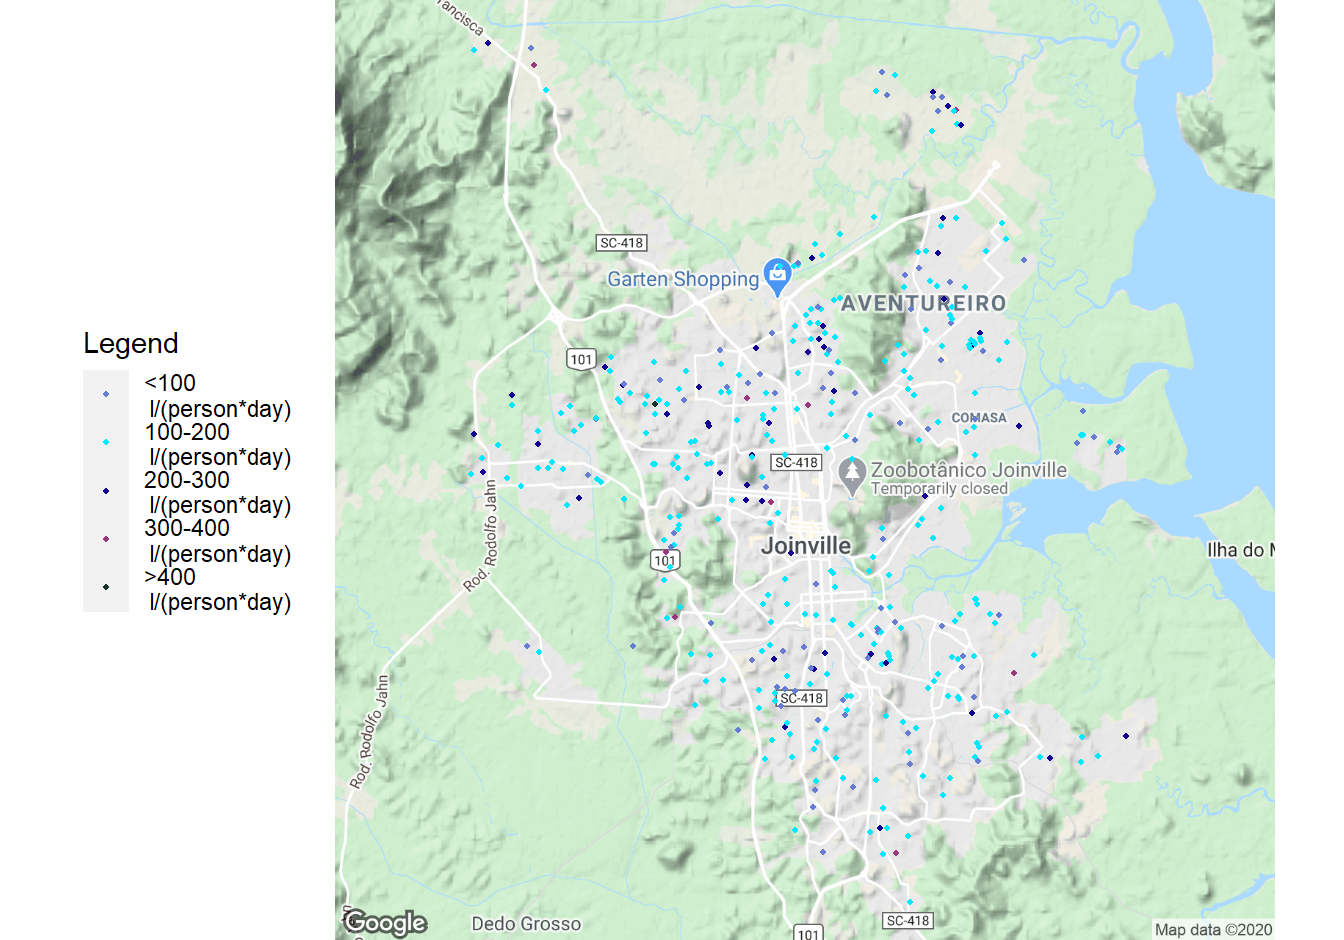 Legend
<100
l/(person*day)
100-200
l/(person*day)
200-300
l/(person*day)
300-400
l/(person*day)
>400
l/(person*day)
ancisca
SC-418
Garten Shopping
AVENTUREIRO
101
COMASA
SC-418
Zoobotânico Joinville
Temporarily closed
Rod. Rodolfo Jahn
Joinville
101
Ilha do M
SC-418
Rod. Rodolfo Jahn
Google
Dedo Grosso
SC-418
101
Map data ©2020